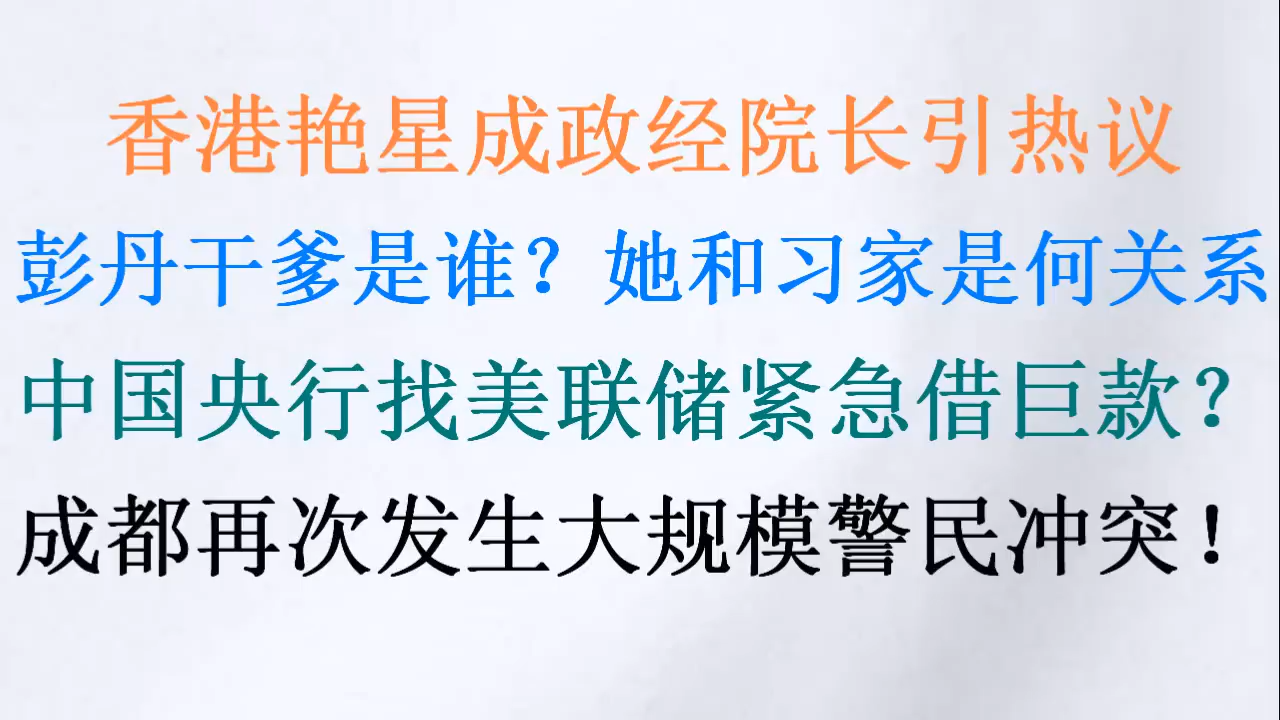 香港艳星成政经院长引热议
彭丹干爹是谁？她和习家是何关系
中国央行找美联储紧急借巨款？
成都再次发生大规模警民冲突！